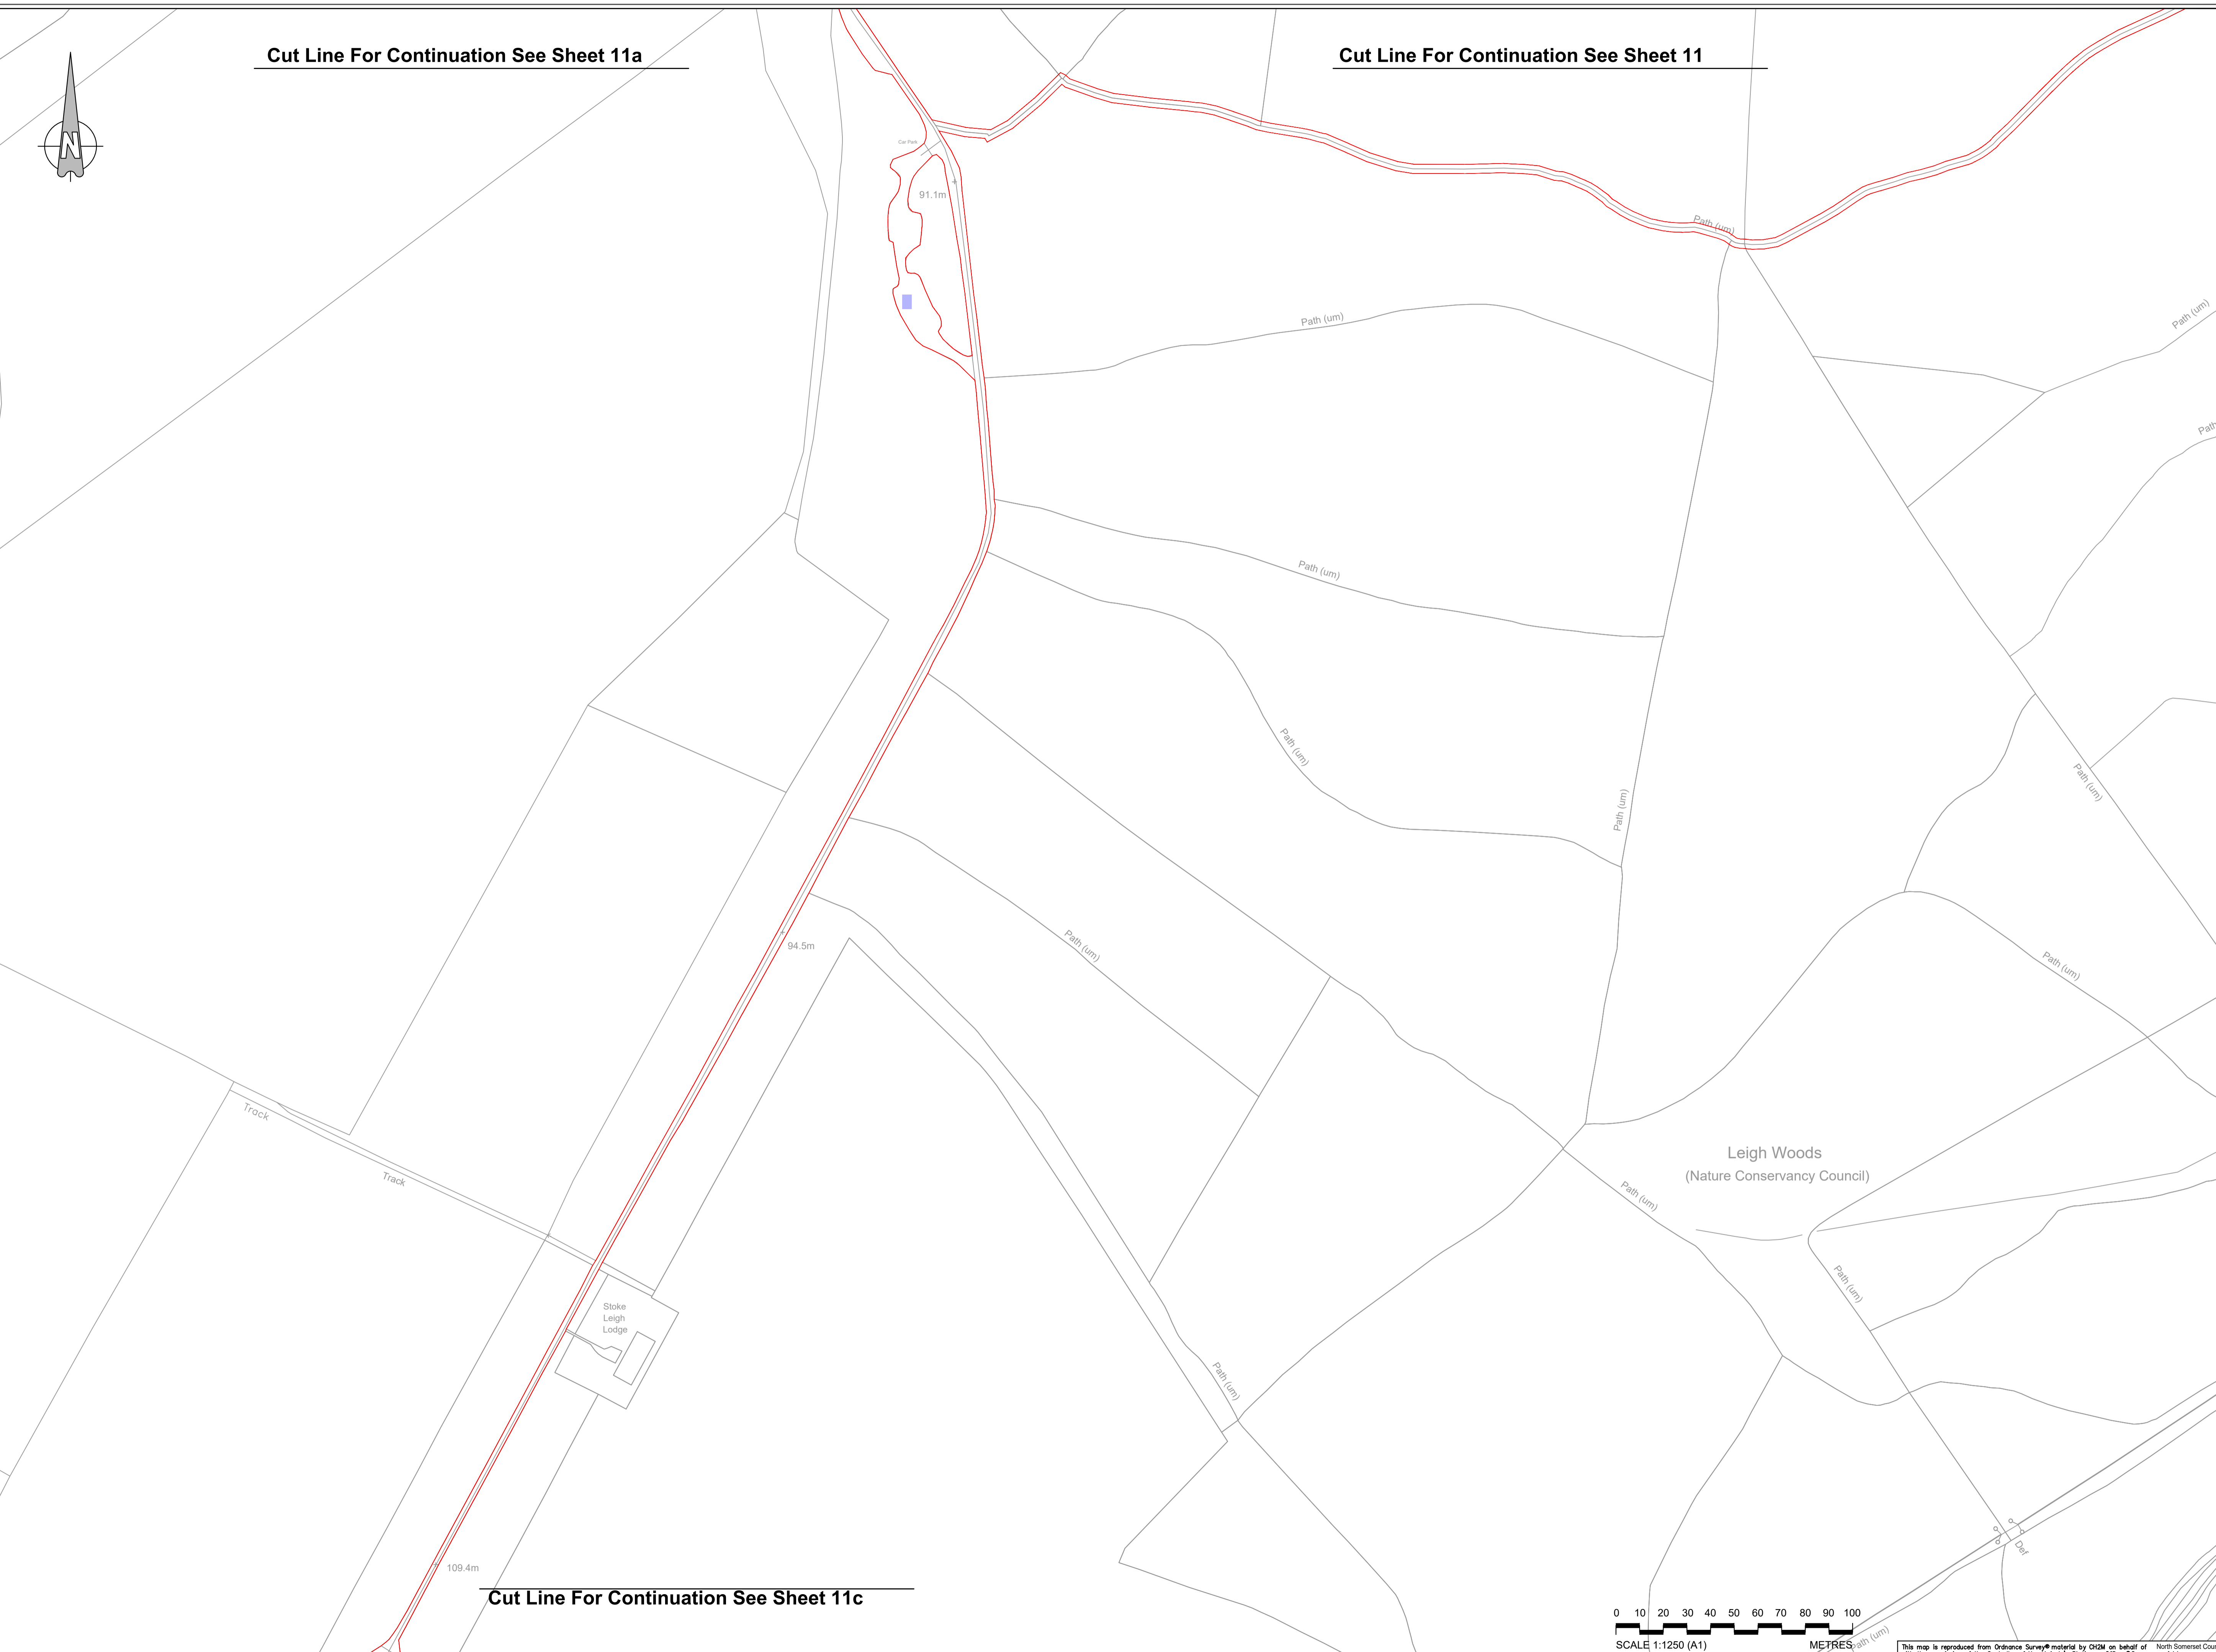 Cut Line For Continuation See Sheet 11a
Cut Line For Continuation See Sheet 11
N
Car Park
91.1m
Path (um)
Path (um)
Path (um)
Path
Path (um)
Path (um)
Path (um)
Path (um)
Path (um)
94.5m
Path (um)
Track
Track
Leigh Woods
(Nature Conservancy Council)
Path (um)
Path (um)
Stoke
Leigh
Lodge
Path (um)
Def
109.4m
Cut Line For Continuation See Sheet 11c
0 10 20 30 40 50 60 70 80 90 100
SCALE 1:1250 (A1) METRES
Path (um)
This map is reproduced from Ordnance Survey® material by CH2M on behalf of
North Somerset Coun